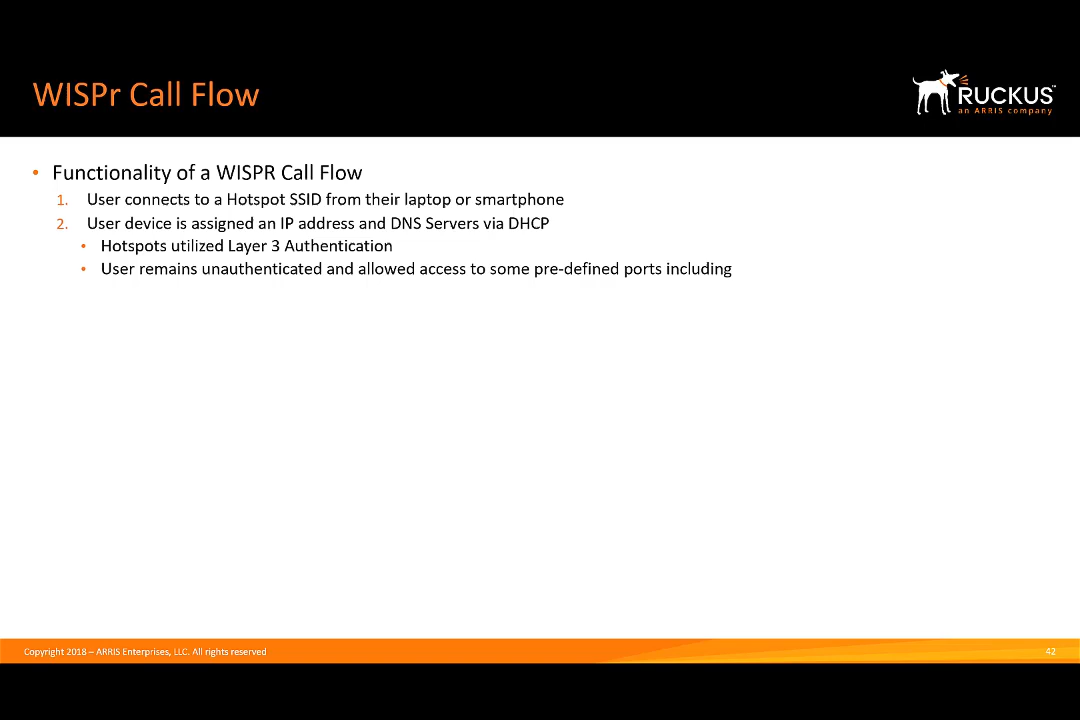 WISPr Call Flow
RUCKUS™
an ARRIS company
• Functionality of a WISPR Call Flow
1. User connects to a Hotspot SSID from their laptop or smartphone
2. User device is assigned an IP address and DNS Servers via DHCP
• Hotspots utilized Layer 3 Authentication
• User remains unauthenticated and allowed access to some pre-defined ports including
Copyright 2018 – ARRIS Enterprises, LLC. All rights reserved
42